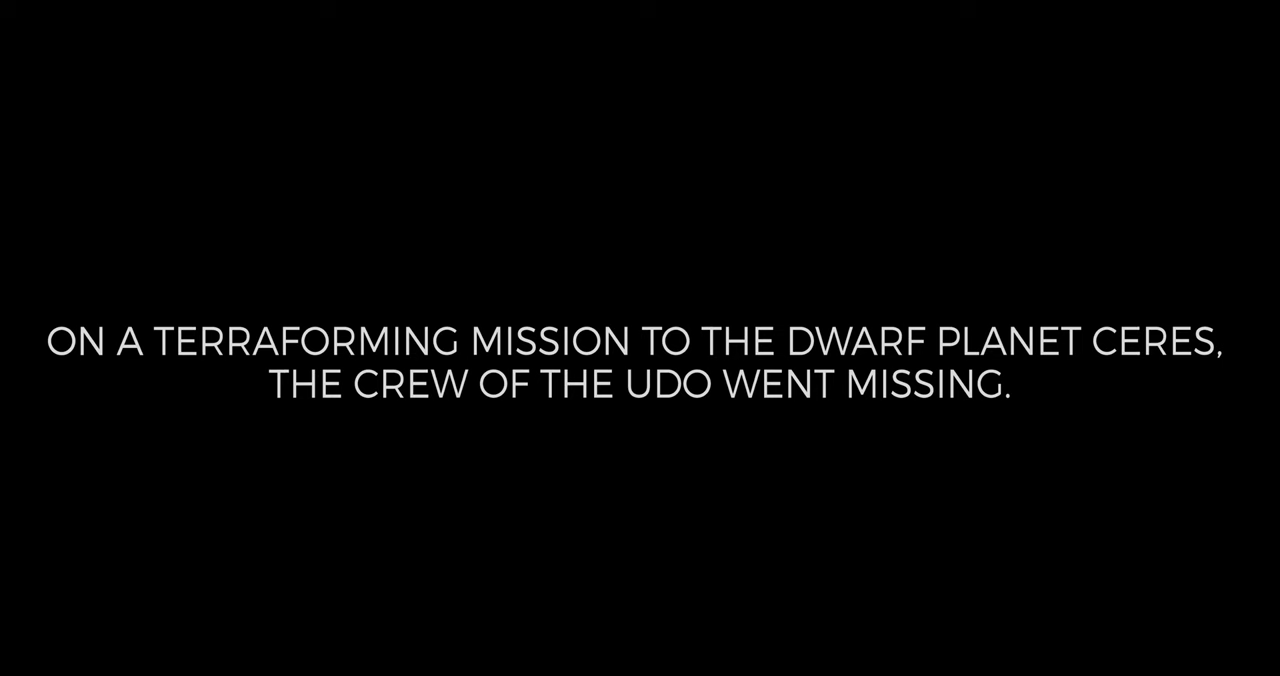 ON A TERRAFORMING MISSION TO THE DWARF PLANET CERES,
THE CREW OF THE UDO WENT MISSING.